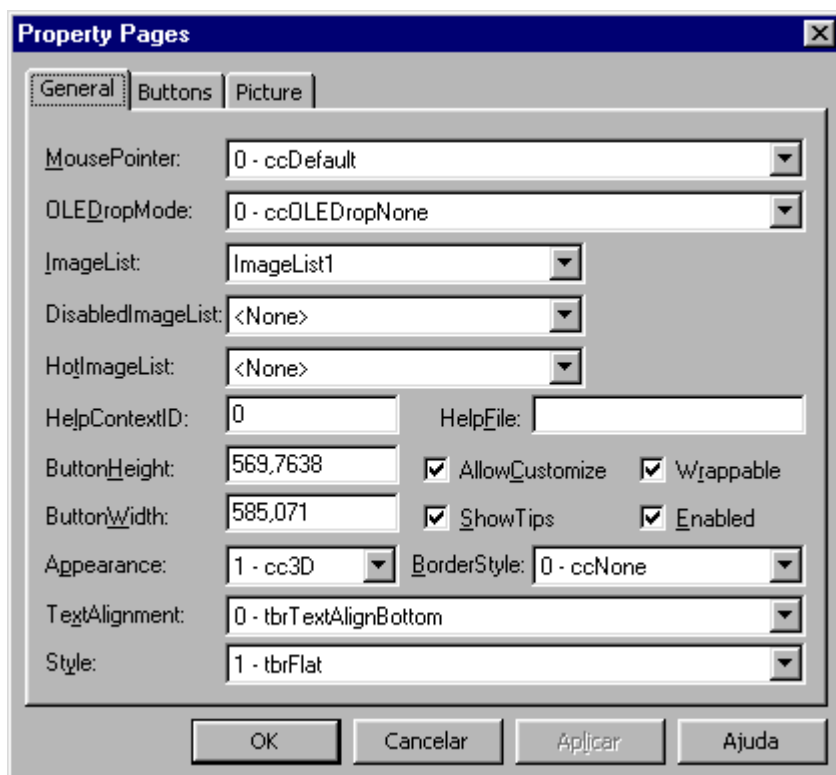 Property Pages
General Buttons Picture
MousePointer: 0 - ccDefault
OLEDropMode: 0 - ccOLEDropNone
ImageList: ImageList1
DisabledImageList: <None>
HotImageList: <None>
HelpContextID: 0 HelpFile:
ButtonHeight: 569,7638 AllowCustomize Wrappable
ButtonWidth: 585,071 ShowTips Enabled
Appearance: 1 - cc3D BorderStyle: 0 - ccNone
TextAlignment: 0 - tbrTextAlignBottom
Style: 1 - tbrFlat
OK Cancelar Aplicar Ajuda